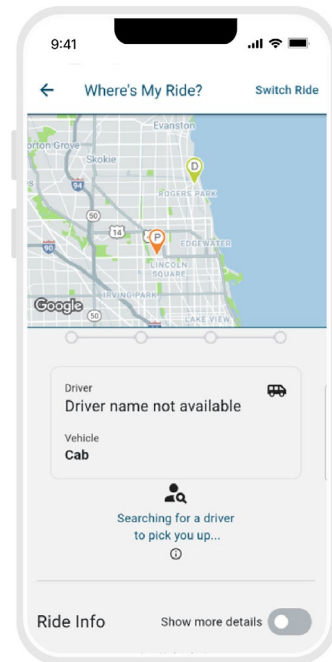 9:41
Where's My Ride?
Switch Ride
Evanston
orton Grove
Skokie
D
94
ROGERS PARK
50
14
P
EDGEWATER
90
LINCOLN
SQUARE
IRVING PARK
Google
50
LAKE VIEW
Driver
Driver name not available
Vehicle
Cab
Searching for a driver
to pick you up...
Ride Info
Show more details